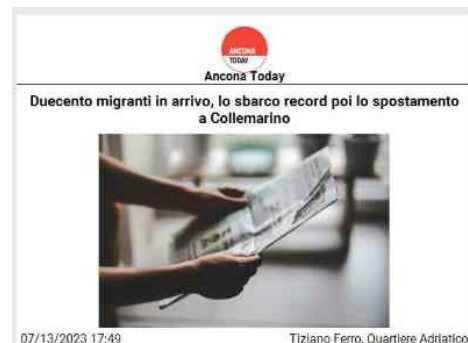 ANCONA
TODAY
Ancona Today
Duecento migranti in arrivo, lo sbarco record poi lo spostamento
a Collemarino
07/13/2023 17:49
Tiziano Ferro, Quartiere Adriatico